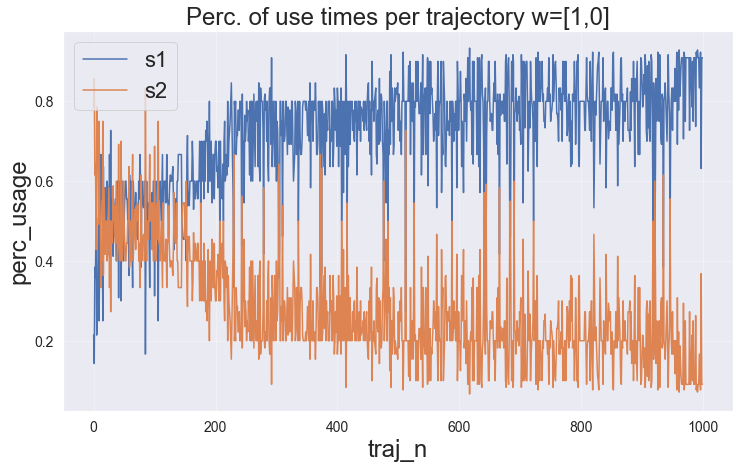 Perc. of use times per trajectory w=[1,0]
s1
s2
perc_usage
0.8
0.6
0.4
0.2
0 200 400 600 800 1000
traj_n